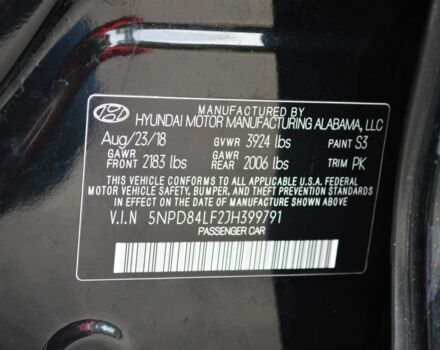 MANUFACTURED BY
HYUNDAI MOTOR MANUFACTURING ALABAMA, LLC
Aug/23/18 GVWR 3924 lbs PAINT S3
GAWR FRONT 2183 lbs GAWR REAR 2006 lbs TRIM PK
THIS VEHICLE CONFORMS TO ALL APPLICABLE U.S.A. FEDERAL
MOTOR VEHICLE SAFETY, BUMPER, AND THEFT PREVENTION STANDARDS
IN EFFECT ON THE DATE OF MANUFACTURE SHOWN ABOVE.
V.I.N 5NPD84LF2JH399791
PASSENGER CAR